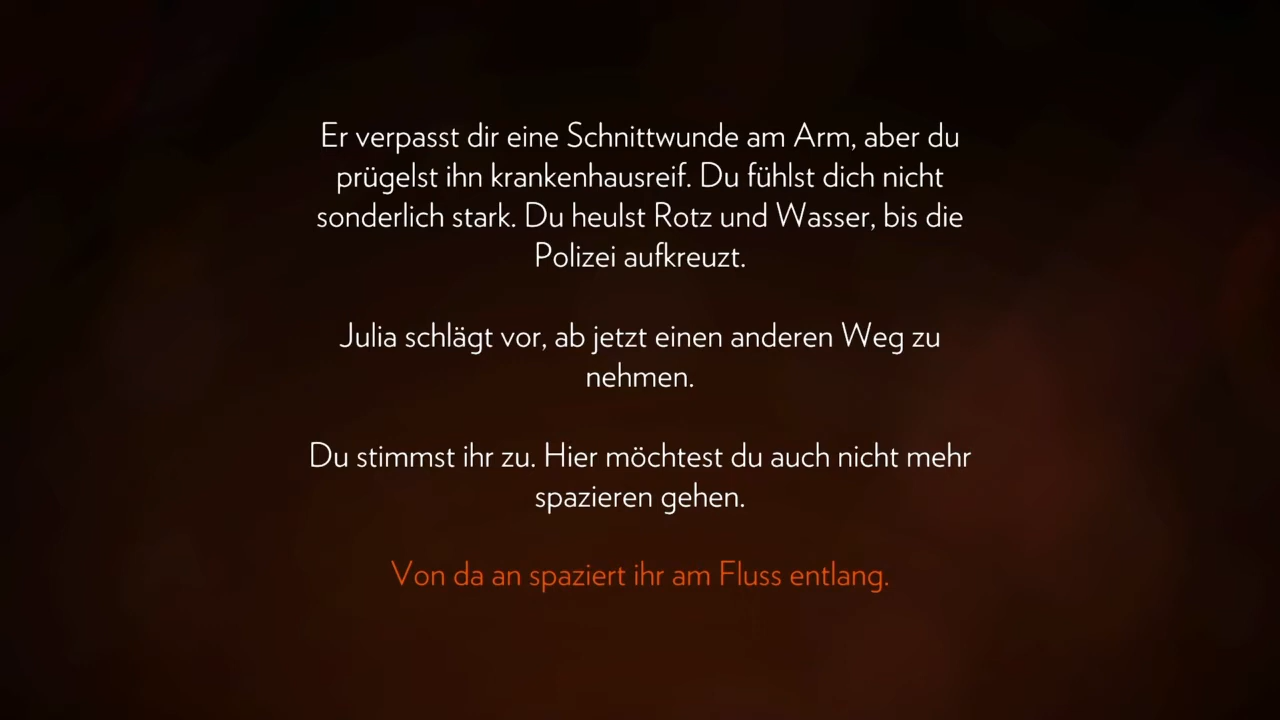 Er verpasst dir eine Schnittwunde am Arm, aber du
prügelst ihn krankenhausreif. Du fühlst dich nicht
sonderlich stark. Du heulst Rotz und Wasser, bis die
Polizei aufkreuzt.
Julia schlägt vor, ab jetzt einen anderen Weg zu
nehmen.
Du stimmst ihr zu. Hier möchtest du auch nicht mehr
spazieren gehen.
Von da an spaziert ihr am Fluss entlang.